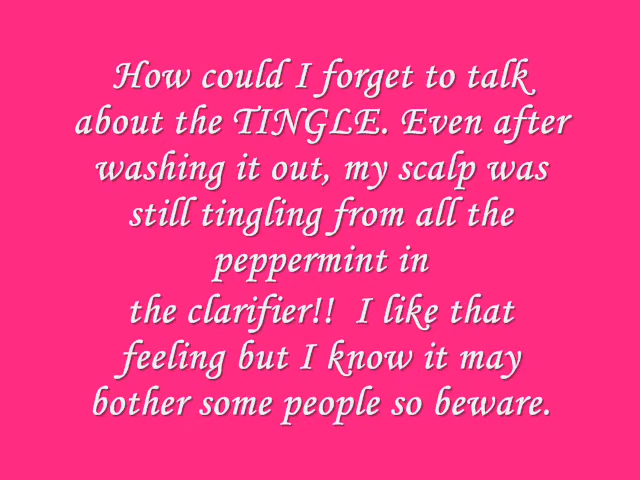 How could I forget to talk
about the TINGLE. Even after
washing it out, my scalp was
still tingling from all the
peppermint in
the clarifier!!  I like that
feeling but I know it may
bother some people so beware.